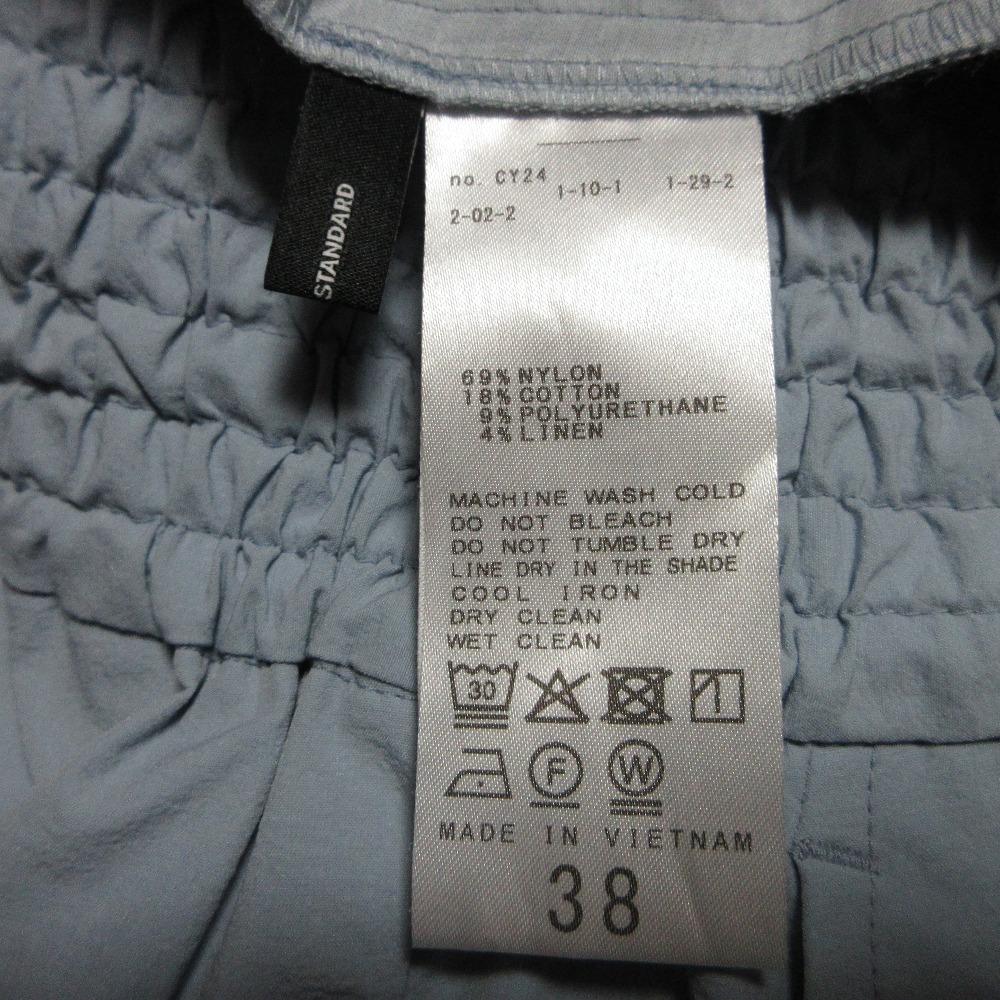 STANDARD
no. CY24 1-10-1 1-29-2
2-02-2
69% NYLON
18% COTTON
9% POLYURETHANE
4% LINEN
MACHINE WASH COLD
DO NOT BLEACH
DO NOT TUMBLE DRY
LINE DRY IN THE SHADE
COOL IRON
DRY CLEAN
WET CLEAN
30
F W
MADE IN VIETNAM
38